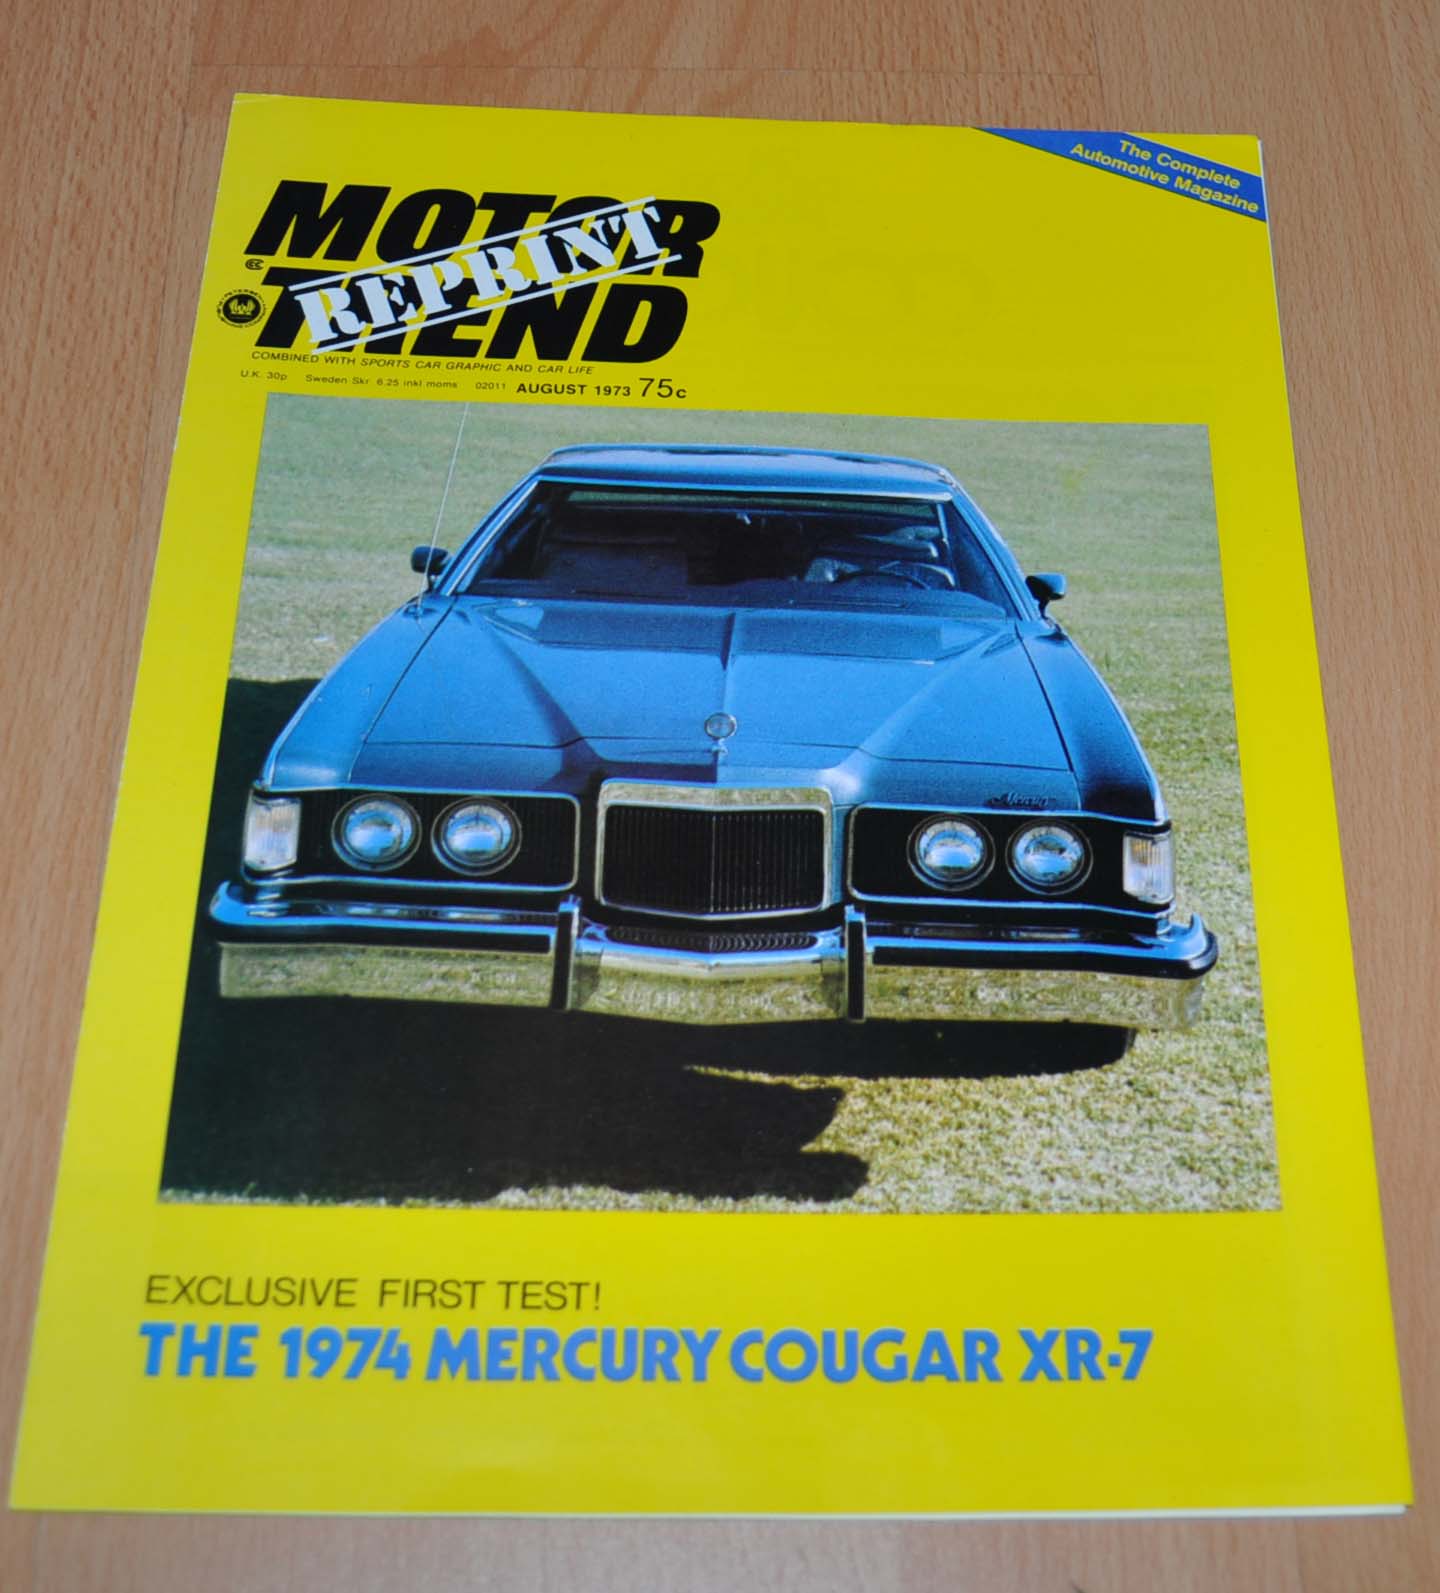 The Complete
Automotive Magazine
MOTOR
TREND
REPRINT
COMBINED WITH SPORTS CAR GRAPHIC AND CAR LIFE
U.K. 30p Sweden Skr 6.25 inkl moms 02011 AUGUST 1973 75c
Mercury
EXCLUSIVE FIRST TEST!
THE 1974 MERCURY COUGAR XR-7